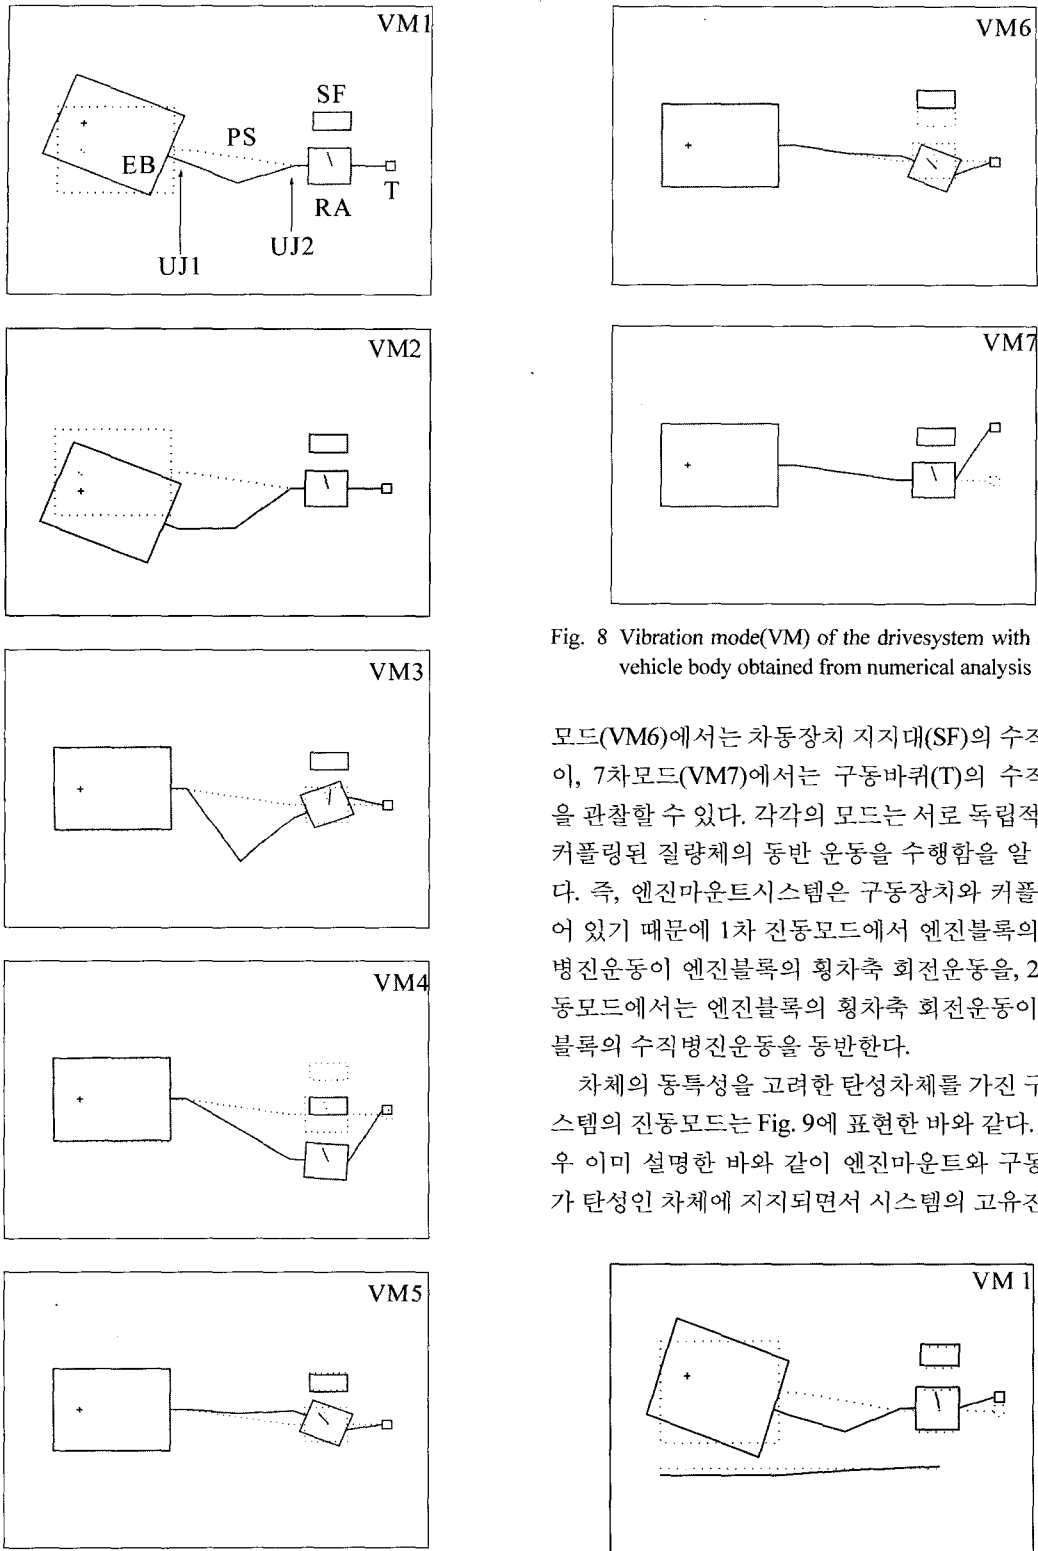 VM1
SF
PS
EB
T
RA
UJ2
UJ1
VM2
VM3
VM4
VM5
VM6
VM7
Fig. 8 Vibration mode(VM) of the drivesystem with
vehicle body obtained from numerical analysis
모드(VM6)에서는 차동장치 지지대(SF)의 수직
이, 7차모드(VM7)에서는 구동바퀴(T)의 수직
을 관찰할 수 있다. 각각의 모드는 서로 독립적
커플링된 질량체의 동반 운동을 수행함을 알
다. 즉, 엔진마운트시스템은 구동장치와 커플
어 있기 때문에 1차 진동모드에서 엔진블록의
병진운동이 엔진블록의 횡차축 회전운동을, 2
동모드에서는 엔진블록의 횡차축 회전운동이
블록의 수직병진운동을 동반한다.
차체의 동특성을 고려한 탄성차체를 가진 구
스템의 진동모드는 Fig. 9에 표현한 바와 같다.
우 이미 설명한 바와 같이 엔진마운트와 구동
가 탄성인 차체에 지지되면서 시스템의 고유진
VM 1